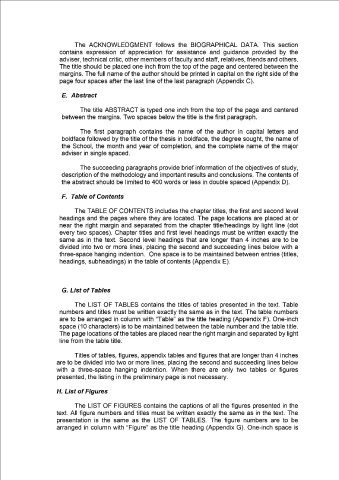 The ACKNOWLEDGMENT follows the BIOGRAPHICAL DATA. This section
contains expression of appreciation for assistance and guidance provided by the
adviser, technical critic, other members of faculty and staff, relatives, friends and others.
The title should be placed one inch from the top of the page and centered between the
margins. The full name of the author should be printed in capital on the right side of the
page four spaces after the last line of the last paragraph (Appendix C).
E. Abstract
The title ABSTRACT is typed one inch from the top of the page and centered
between the margins. Two spaces below the title is the first paragraph.
The first paragraph contains the name of the author in capital letters and
boldface followed by the title of the thesis in boldface, the degree sought, the name of
the School, the month and year of completion, and the complete name of the major
adviser in single spaced.
The succeeding paragraphs provide brief information of the objectives of study,
description of the methodology and important results and conclusions. The contents of
the abstract should be limited to 400 words or less in double spaced (Appendix D).
F. Table of Contents
The TABLE OF CONTENTS includes the chapter titles, the first and second level
headings and the pages where they are located. The page locations are placed at or
near the right margin and separated from the chapter title/headings by light line (dot
every two spaces). Chapter titles and first level headings must be written exactly the
same as in the text. Second level headings that are longer than 4 inches are to be
divided into two or more lines, placing the second and succeeding lines below with a
three-space hanging indention. One space is to be maintained between entries (titles,
headings, subheadings) in the table of contents (Appendix E).
G. List of Tables
The LIST OF TABLES contains the titles of tables presented in the text. Table
numbers and titles must be written exactly as same as in the text. The table numbers
are to be arranged in column with “Table” as the title heading (Appendix F). One-inch
space (10 characters) is to be maintained between the table number and the table title.
The page locations of the tables are placed near the right margin and separated by light
line from the table title.
Titles of tables, figures, appendix tables and figures that are longer than 4 inches
are to be divided into two or more lines, placing the second and succeeding lines below
with a three-space hanging indention. When there are only two tables or figures
presented, the listing in the preliminary page is not necessary.
H. List of Figures
The LIST OF FIGURES contains the captions of all the figures presented in the
text. All figure numbers and titles must be written exactly the same as in the text. The
presentation is the same as the LIST OF TABLES. The figure numbers are to be
arranged in column with “Figure” as the title heading (Appendix G). One-inch space is